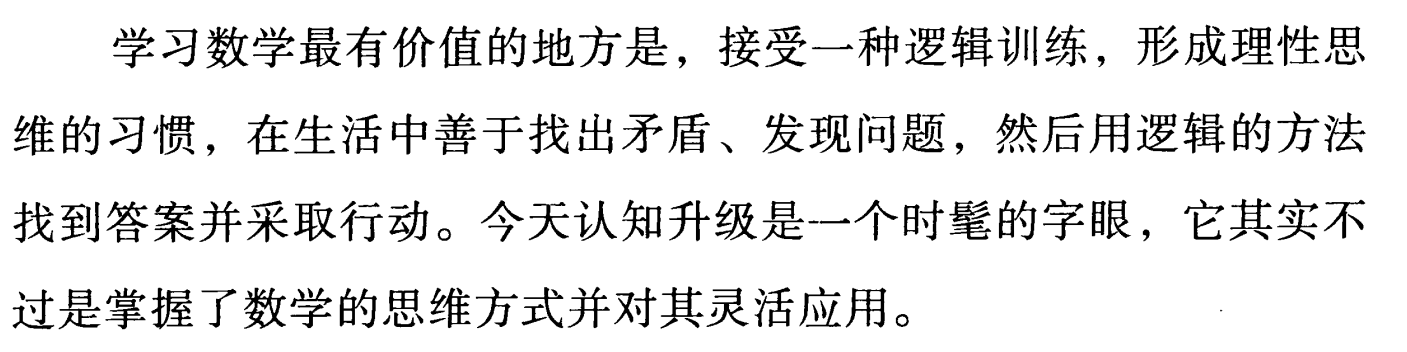 学习数学最有价值的地方是，接受一种逻辑训练，形成理性思
维的习惯，在生活中善于找出矛盾、发现问题，然后用逻辑的方法
找到答案并采取行动。今天认知升级是一个时髦的字眼，它其实不
过是掌握了数学的思维方式并对其灵活应用。